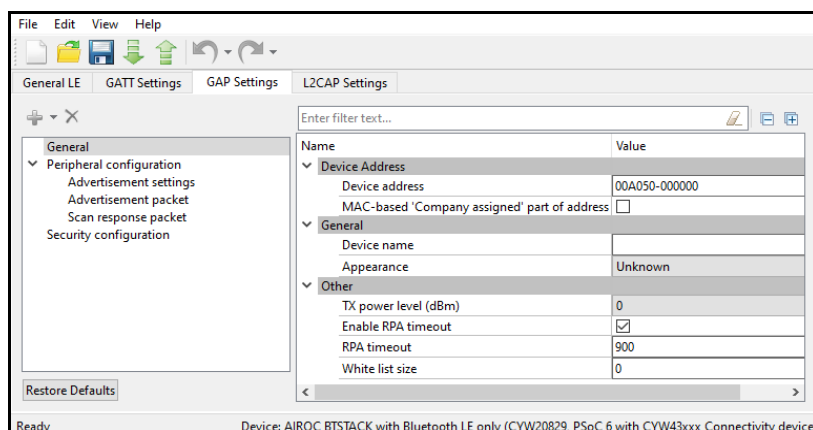 File Edit View Help
General LE GATT Settings GAP Settings L2CAP Settings
Enter filter text...
General
Peripheral configuration
Advertisement settings
Advertisement packet
Scan response packet
Security configuration
Restore Defaults
Name Value
Device Address
Device address 00A050-000000
MAC-based 'Company assigned' part of address
General
Device name
Appearance Unknown
Other
TX power level (dBm) 0
Enable RPA timeout
RPA timeout 900
White list size 0
Ready Device: AIROC BTSTACK with Bluetooth LE only (CYW20829, PSoC 6 with CYW43xxx Connectivity device